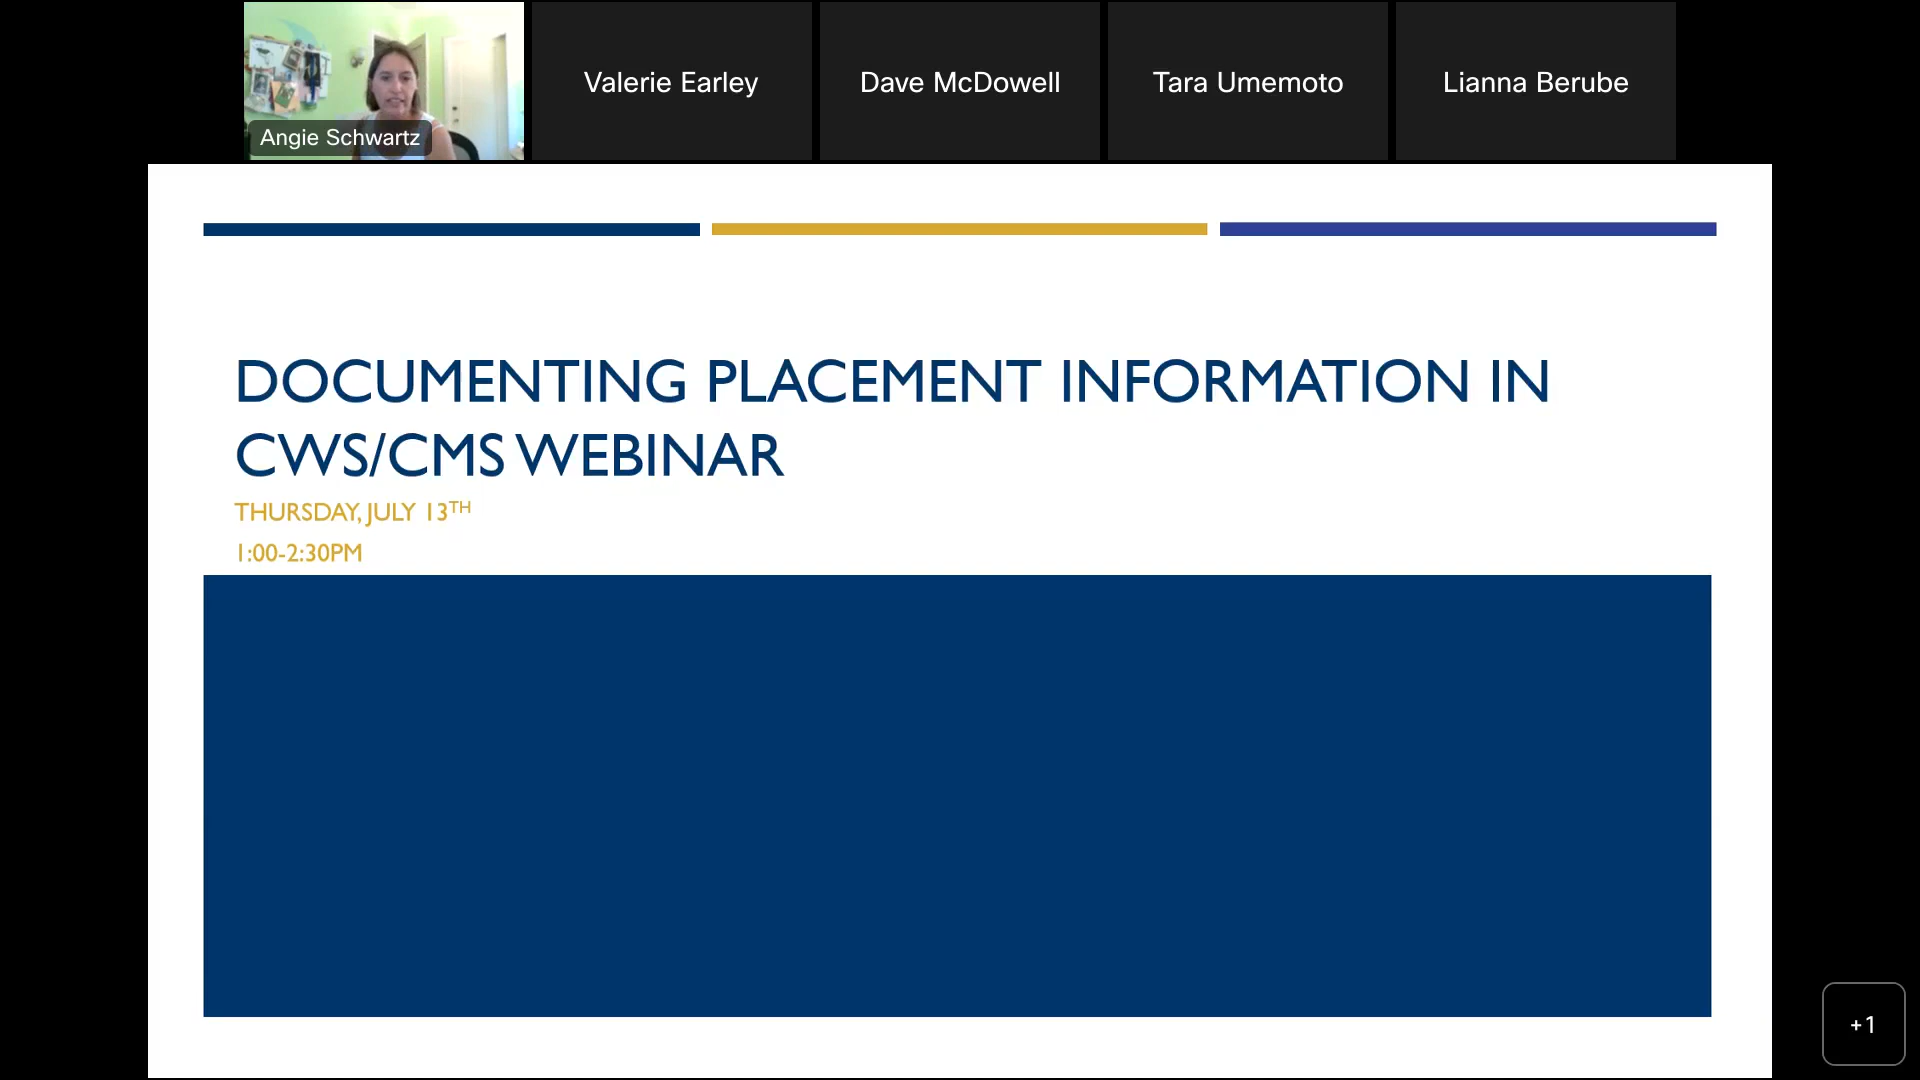 Angie Schwartz
Valerie Earley
Dave McDowell
Tara Umemoto
Lianna Berube
DOCUMENTING PLACEMENT INFORMATION IN
CWS/CMS WEBINAR
THURSDAY, JULY 13TH
1:00-2:30PM
+1